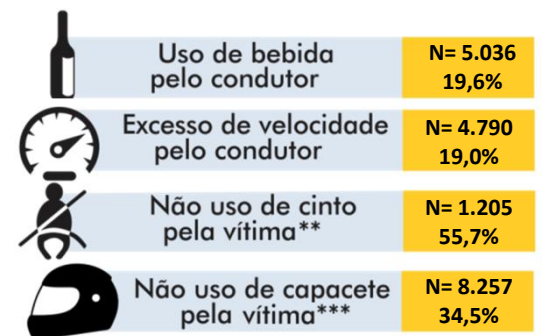 Uso de bebida
pelo condutor
N= 5.036
19,6%
Excesso de velocidade
pelo condutor
N= 4.790
19,0%
Não uso de cinto
pela vítima**
N= 1.205
55,7%
Não uso de capacete
pela vítima***
N= 8.257
34,5%